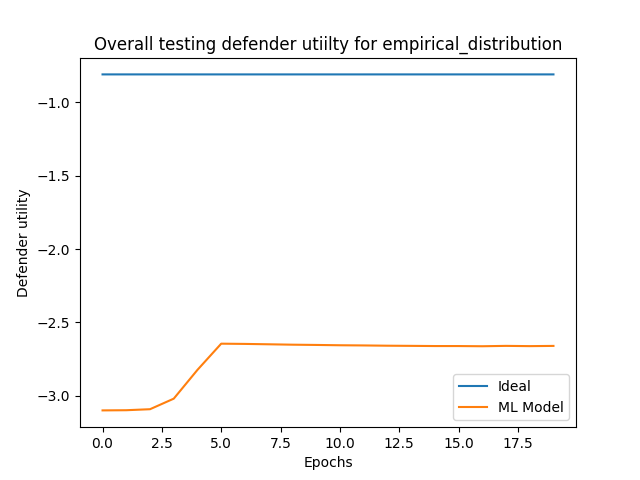 Overall testing defender utiilty for empirical_distribution
−1.0
−1.5
−2.0
−2.5
−3.0
Defender utility
Ideal
ML Model
0.0 2.5 5.0 7.5 10.0 12.5 15.0 17.5
Epochs